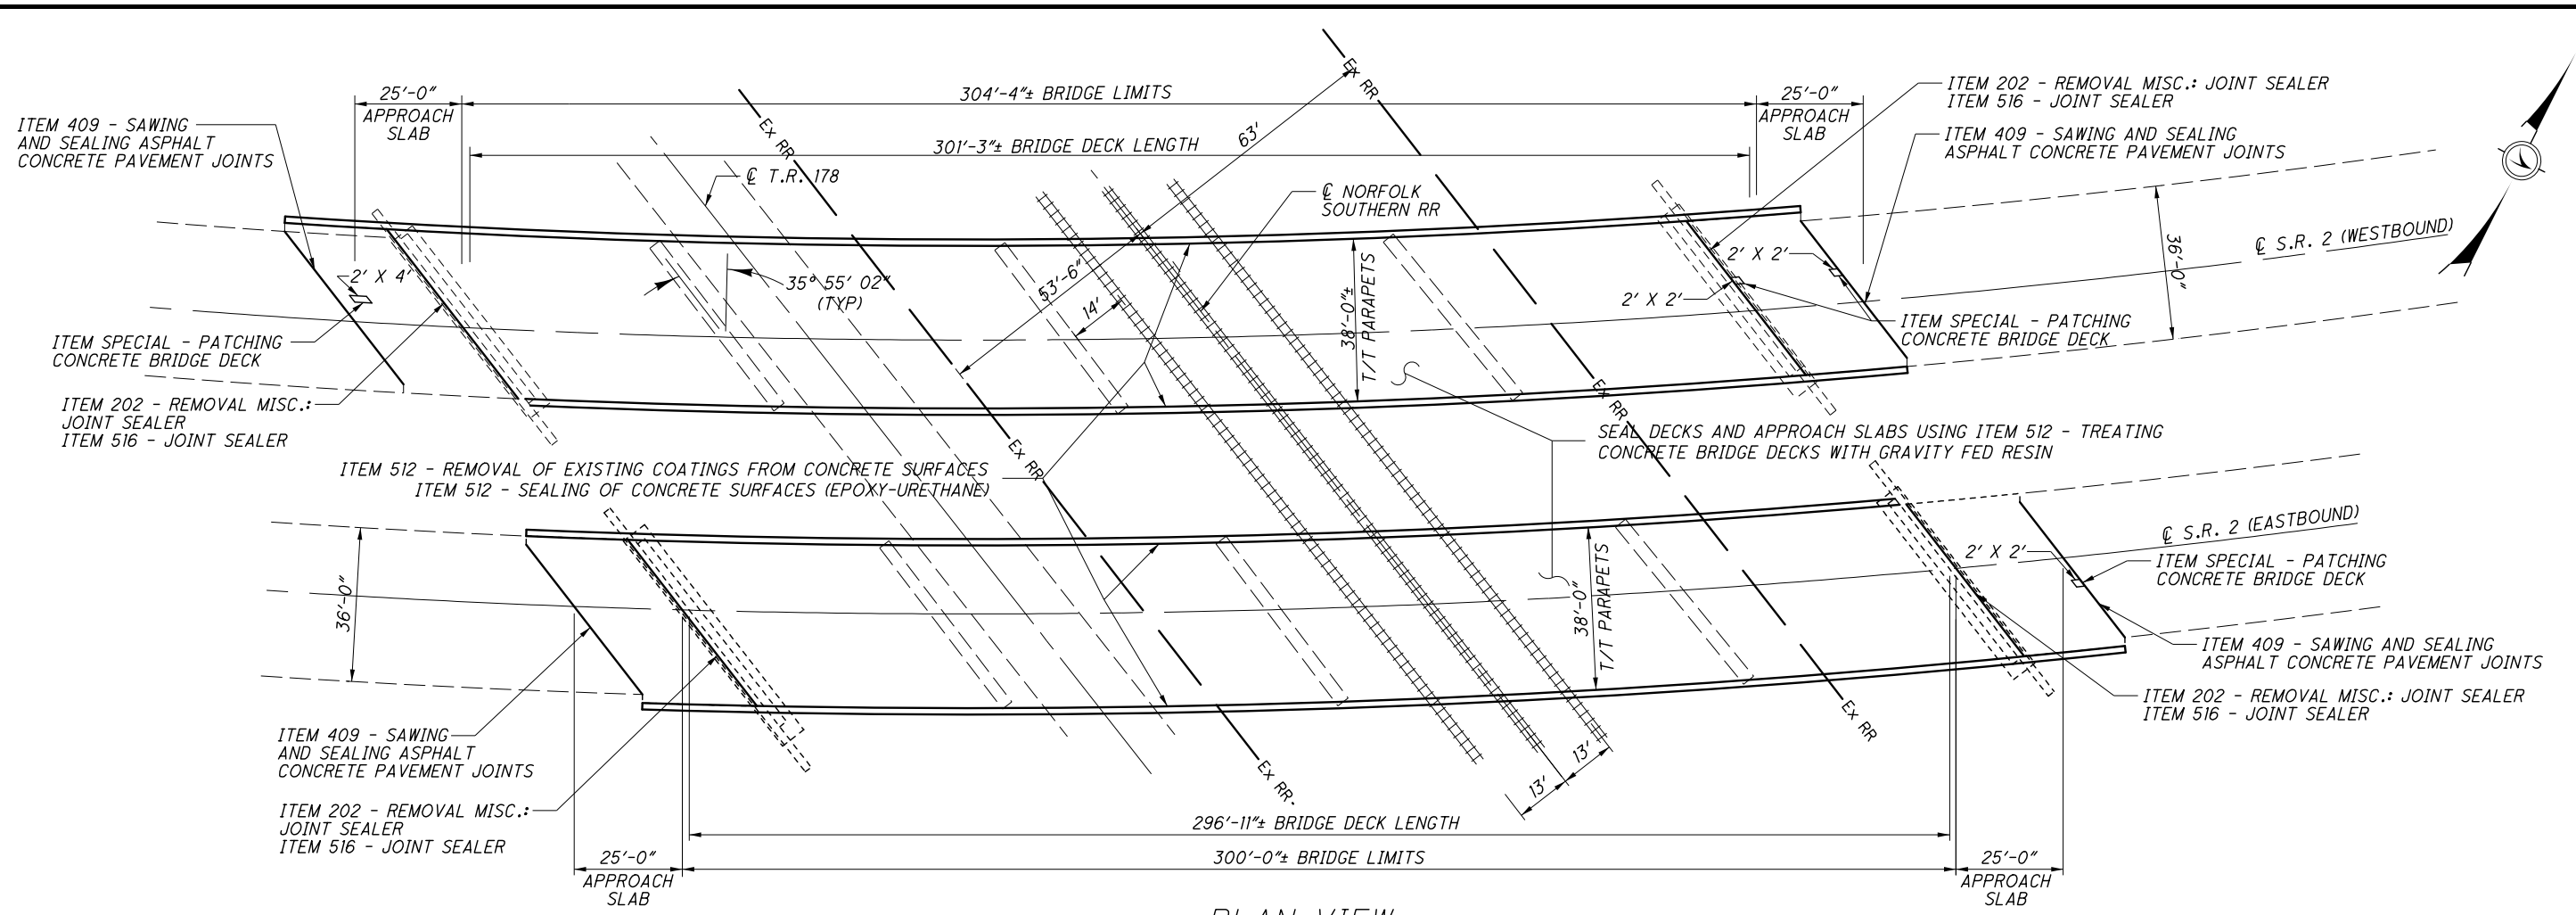 25'-0"
APPROACH
SLAB
304'-4"± BRIDGE LIMITS
25'-0"
APPROACH
SLAB
301'-3"± BRIDGE DECK LENGTH
ITEM 409 - SAWING
AND SEALING ASPHALT
CONCRETE PAVEMENT JOINTS
Ex RR
Ex RR
63'
ITEM 202 - REMOVAL MISC.: JOINT SEALER
ITEM 516 - JOINT SEALER
ITEM 409 - SAWING AND SEALING
ASPHALT CONCRETE PAVEMENT JOINTS
℄ T.R. 178
℄ NORFOLK
SOUTHERN RR
36'-0"
℄ S.R. 2 (WESTBOUND)
2' X 4'
35° 55' 02"
(TYP)
53'-6"
14'
38'-0"±
T/T PARAPETS
2' X 2'
2' X 2'
ITEM SPECIAL - PATCHING
CONCRETE BRIDGE DECK
ITEM SPECIAL - PATCHING
CONCRETE BRIDGE DECK
ITEM 202 - REMOVAL MISC.:
JOINT SEALER
ITEM 516 - JOINT SEALER
Ex RR
Ex RR
ITEM 512 - REMOVAL OF EXISTING COATINGS FROM CONCRETE SURFACES
ITEM 512 - SEALING OF CONCRETE SURFACES (EPOXY-URETHANE)
SEAL DECKS AND APPROACH SLABS USING ITEM 512 - TREATING
CONCRETE BRIDGE DECKS WITH GRAVITY FED RESIN
℄ S.R. 2 (EASTBOUND)
2' X 2'
ITEM SPECIAL - PATCHING
CONCRETE BRIDGE DECK
36'-0"
38'-0"
T/T PARAPETS
ITEM 409 - SAWING AND SEALING
ASPHALT CONCRETE PAVEMENT JOINTS
ITEM 202 - REMOVAL MISC.: JOINT SEALER
ITEM 516 - JOINT SEALER
Ex RR
Ex RR.
13'
13'
ITEM 409 - SAWING
AND SEALING ASPHALT
CONCRETE PAVEMENT JOINTS
ITEM 202 - REMOVAL MISC.:
JOINT SEALER
ITEM 516 - JOINT SEALER
296'-11"± BRIDGE DECK LENGTH
25'-0"
APPROACH
SLAB
300'-0"± BRIDGE LIMITS
25'-0"
APPROACH
SLAB
PLAN VIEW